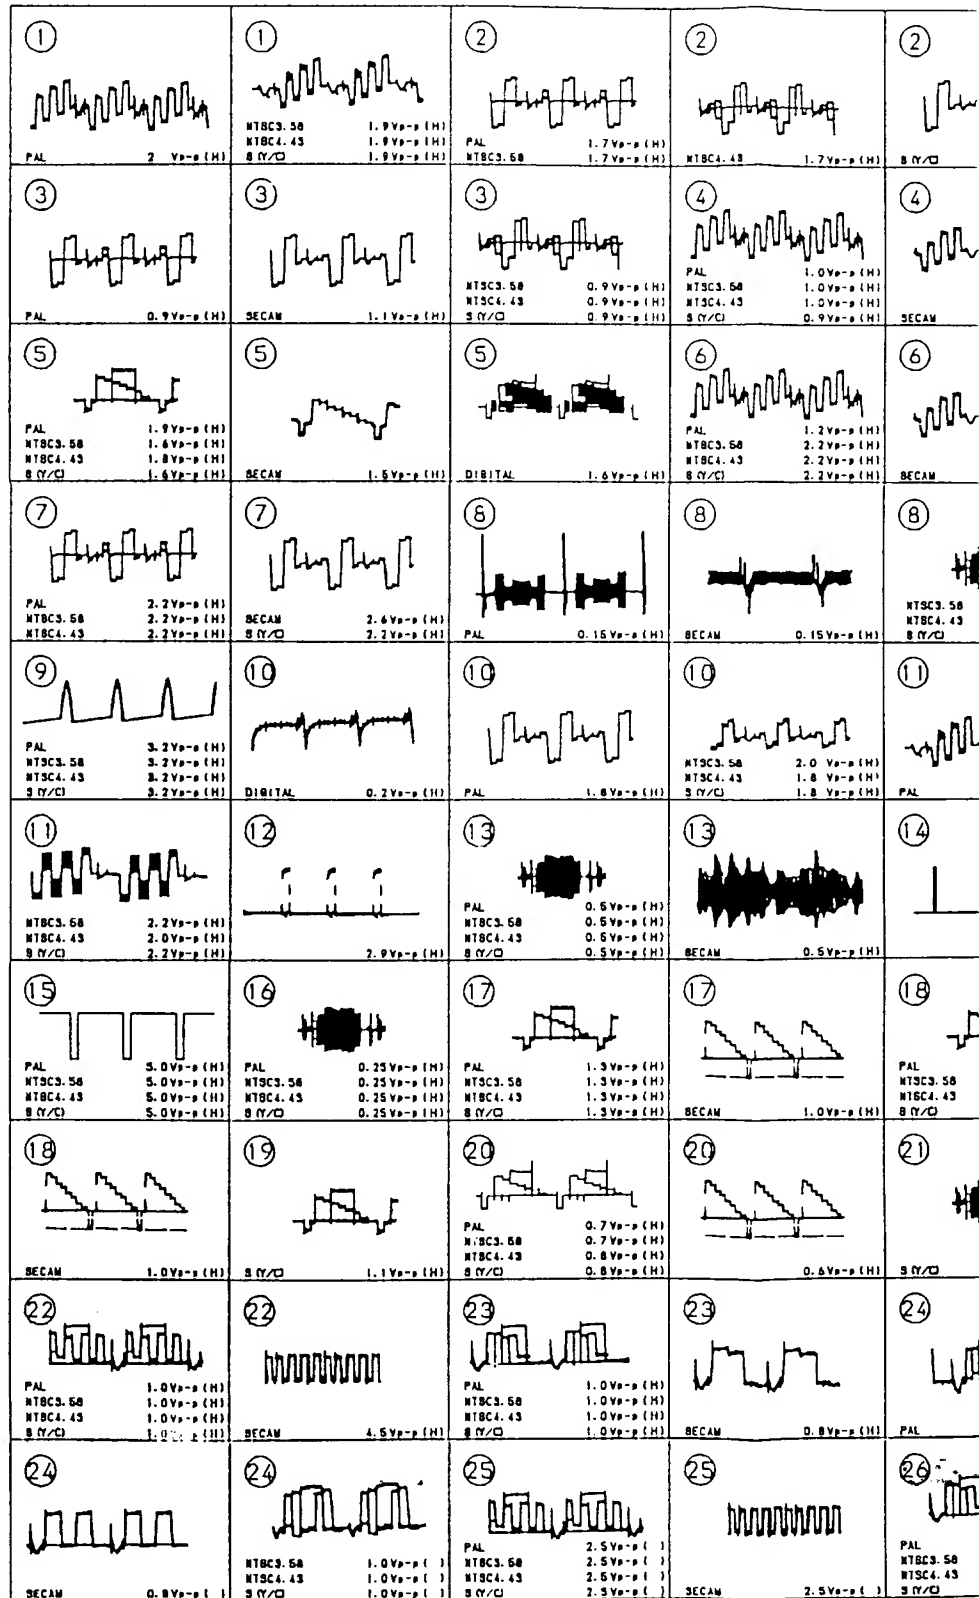 1
PAL 2 Vp-p (H)
1
NTSC3.58 1.9Vp-p (H)
NTSC4.43 1.9Vp-p (H)
S (Y/C) 1.9Vp-p (H)
2
PAL 1.7Vp-p (H)
NTSC3.58 1.7Vp-p (H)
2
NTSC4.43 1.7Vp-p (H)
2
S (Y/C)
3
PAL 0.9Vp-p (H)
3
SECAM 1.1Vp-p (H)
3
NTSC3.58 0.9Vp-p (H)
NTSC4.43 0.9Vp-p (H)
S (Y/C) 0.9Vp-p (H)
4
PAL 1.0Vp-p (H)
NTSC3.58 1.0Vp-p (H)
NTSC4.43 1.0Vp-p (H)
S (Y/C) 0.9Vp-p (H)
4
SECAM
5
PAL 1.9Vp-p (H)
NTSC3.58 1.6Vp-p (H)
NTSC4.43 1.8Vp-p (H)
S (Y/C) 1.6Vp-p (H)
5
SECAM 1.5Vp-p (H)
5
DIGITAL 1.6Vp-p (H)
6
PAL 1.2Vp-p (H)
NTSC3.58 2.2Vp-p (H)
NTSC4.43 2.2Vp-p (H)
S (Y/C) 2.2Vp-p (H)
6
SECAM
7
PAL 2.2Vp-p (H)
NTSC3.58 2.2Vp-p (H)
NTSC4.43 2.2Vp-p (H)
7
SECAM 2.6Vp-p (H)
S (Y/C) 2.2Vp-p (H)
8
PAL 0.15Vp-p (H)
8
SECAM 0.15Vp-p (H)
8
NTSC3.58
NTSC4.43
S (Y/C)
9
PAL 3.2Vp-p (H)
NTSC3.58 3.2Vp-p (H)
NTSC4.43 3.2Vp-p (H)
S (Y/C) 3.2Vp-p (H)
10
DIGITAL 0.2Vp-p (H)
10
PAL 1.8Vp-p (H)
10
NTSC3.58 2.0 Vp-p (H)
NTSC4.43 1.8 Vp-p (H)
S (Y/C) 1.8 Vp-p (H)
11
PAL
11
NTSC3.58 2.2Vp-p (H)
NTSC4.43 2.0Vp-p (H)
S (Y/C) 2.2Vp-p (H)
12
2.9Vp-p (H)
13
PAL 0.5Vp-p (H)
NTSC3.58 0.5Vp-p (H)
NTSC4.43 0.5Vp-p (H)
S (Y/C) 0.5Vp-p (H)
13
SECAM 0.5Vp-p (H)
14
15
PAL 5.0Vp-p (H)
NTSC3.58 5.0Vp-p (H)
NTSC4.43 5.0Vp-p (H)
S (Y/C) 5.0Vp-p (H)
16
PAL 0.25Vp-p (H)
NTSC3.58 0.25Vp-p (H)
NTSC4.43 0.25Vp-p (H)
S (Y/C) 0.25Vp-p (H)
17
PAL 1.3Vp-p (H)
NTSC3.58 1.3Vp-p (H)
NTSC4.43 1.3Vp-p (H)
S (Y/C) 1.3Vp-p (H)
17
SECAM 1.0Vp-p (H)
18
PAL
NTSC3.58
NTSC4.43
S (Y/C)
18
SECAM 1.0Vp-p (H)
19
S (Y/C) 1.1Vp-p (H)
20
PAL 0.7Vp-p (H)
NTSC3.58 0.7Vp-p (H)
NTSC4.43 0.8Vp-p (H)
S (Y/C) 0.8Vp-p (H)
20
SECAM 0.6Vp-p (H)
21
S (Y/C)
22
PAL 1.0Vp-p (H)
NTSC3.58 1.0Vp-p (H)
NTSC4.43 1.0Vp-p (H)
S (Y/C) 1.0Vp-p (H)
22
SECAM 4.5Vp-p (H)
23
PAL 1.0Vp-p (H)
NTSC3.58 1.0Vp-p (H)
NTSC4.43 1.0Vp-p (H)
S (Y/C) 1.0Vp-p (H)
23
SECAM 0.8Vp-p (H)
24
PAL
24
SECAM 0.8Vp-p ( )
24
NTSC3.58 1.0Vp-p ( )
NTSC4.43 1.0Vp-p ( )
S (Y/C) 1.0Vp-p ( )
25
PAL 2.5Vp-p ( )
NTSC3.58 2.5Vp-p ( )
NTSC4.43 2.5Vp-p ( )
S (Y/C) 2.5Vp-p ( )
25
SECAM 2.5Vp-p ( )
26
PAL
NTSC3.58
NTSC4.43
S (Y/C)